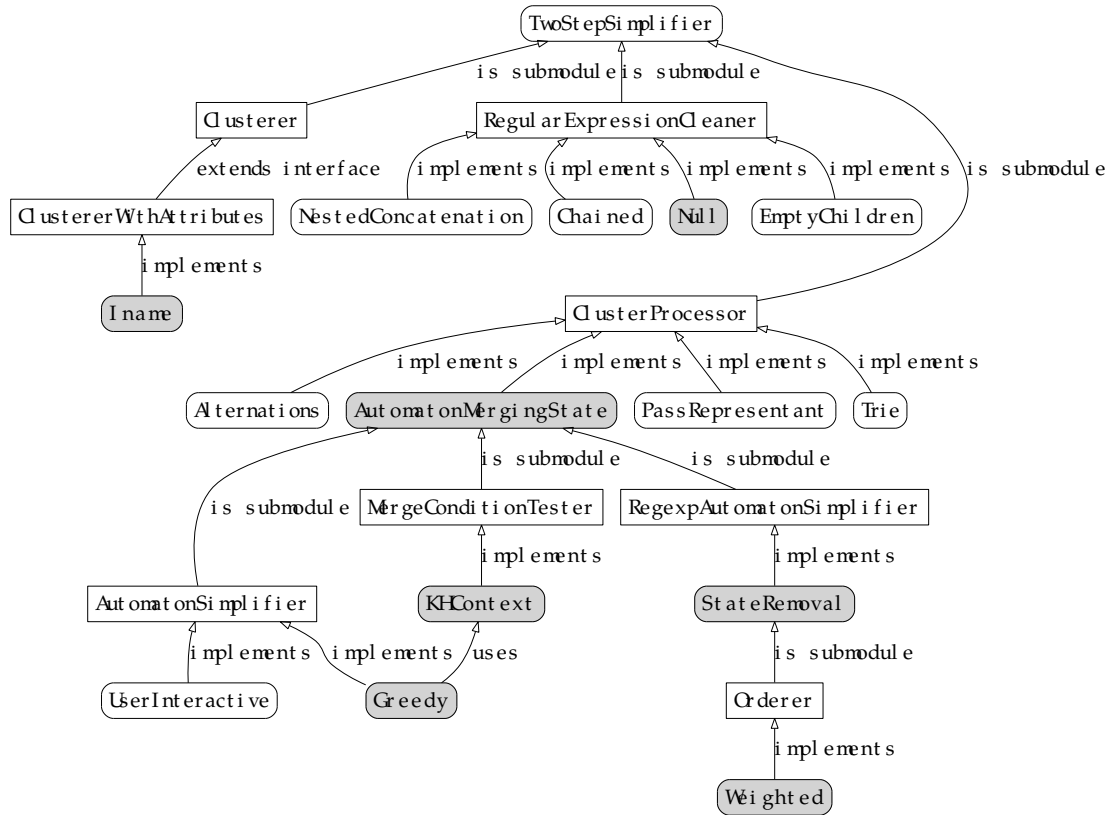 TwoStepSimplifier
is submodule is submodule
Clusterer RegularExpressionCleaner
extends interface implements implements implements implements is submodule
ClustererWithAttributes NestedConcatenation Chained Null EmptyChildren
implements
Iname ClusterProcessor
implements implements implements implements
Alternations AutomatonMergingState PassRepresentant Trie
is submodule is submodule
is submodule MergeConditionTester RegexpAutomatonSimplifier
implements implements
AutomatonSimplifier KHContext StateRemoval
implements implements uses is submodule
UserInteractive Greedy Orderer
implements
Weighted